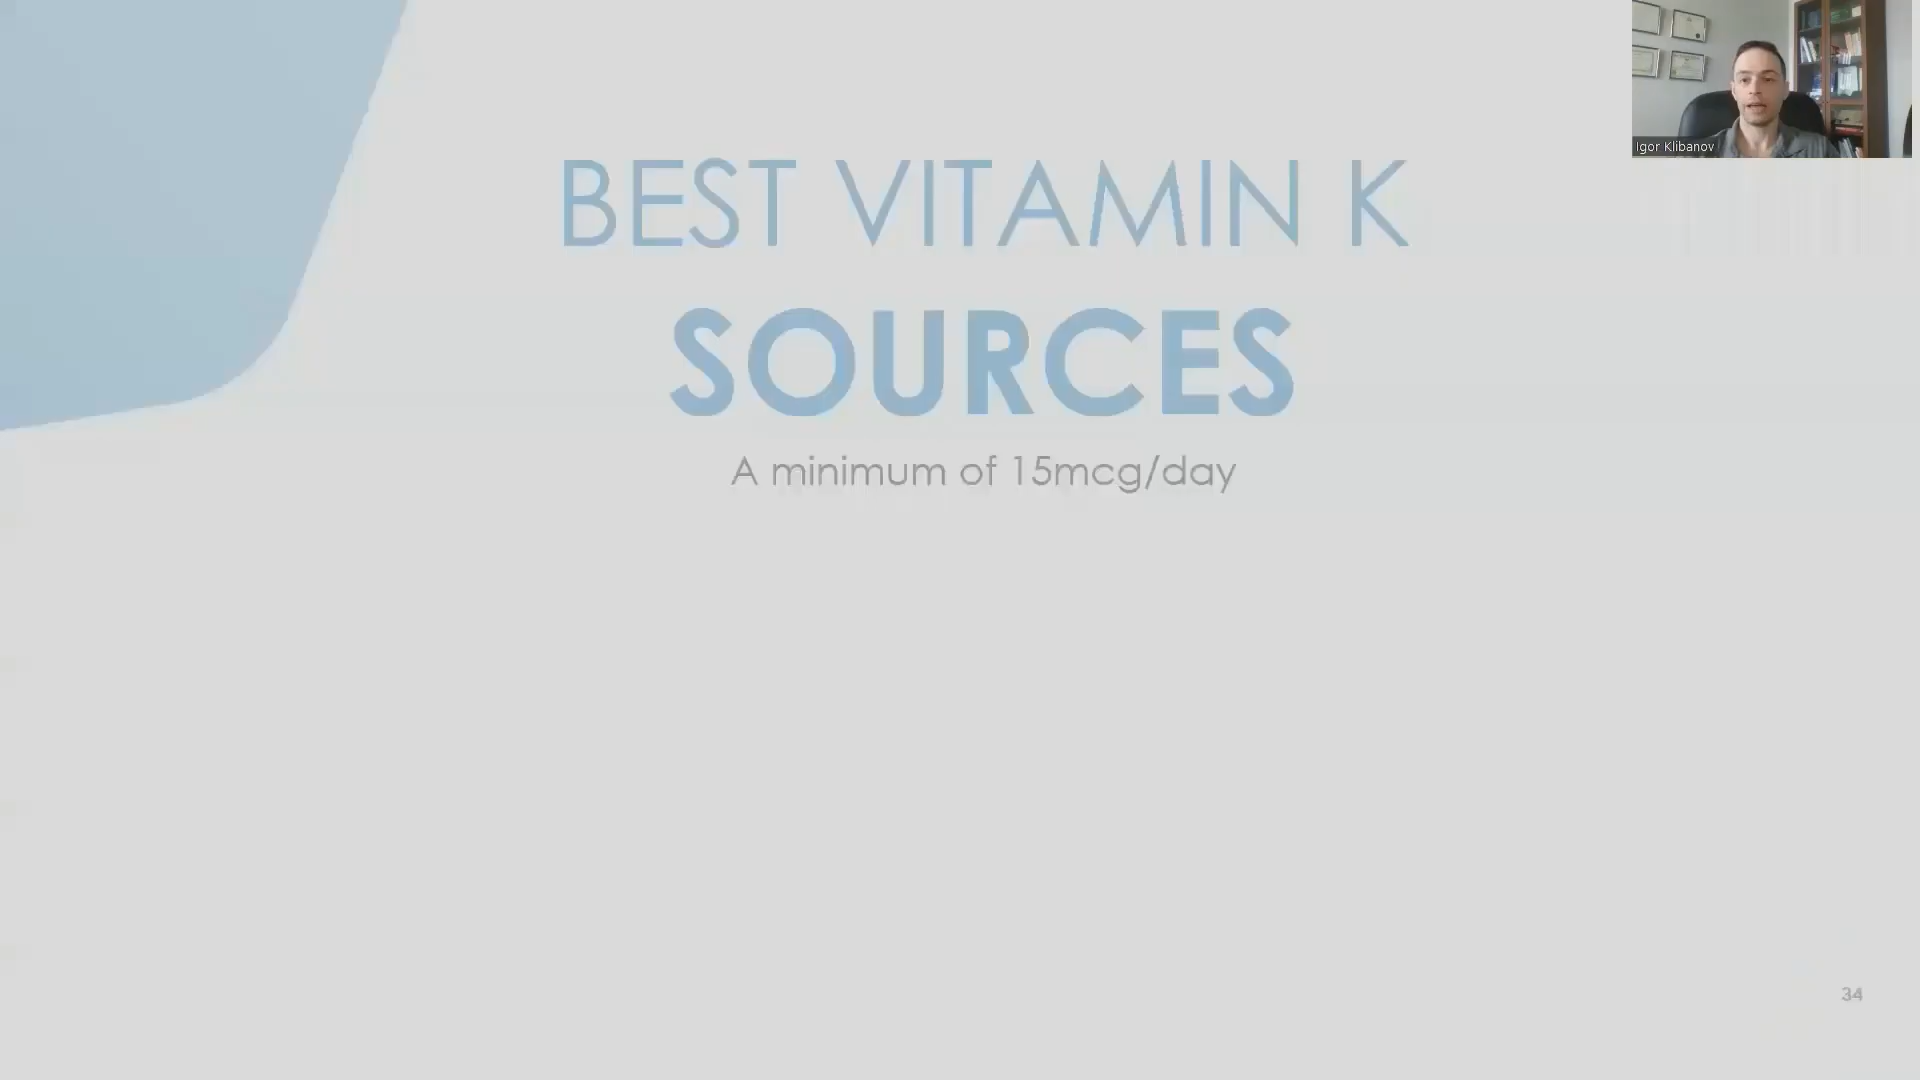 BEST VITAMIN K
SOURCES
A minimum of 15mcg/day
Igor Klibanov
34